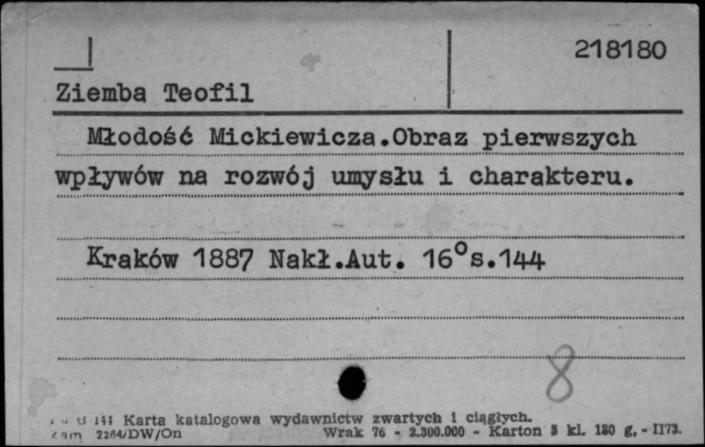 218180
Ziemba Teofil
Młodość Mickiewicza.Obraz pierwszych
wpływów na rozwój umysłu i charakteru.
Kraków 1887 Nakł.Aut. 16°s.144
8
Karta katalogowa wydawnictw zwartych i ciągłych.
2264/DW/On Wrak 76 - 2.300.000 - Karton 3 kl. 180 g, - II73.